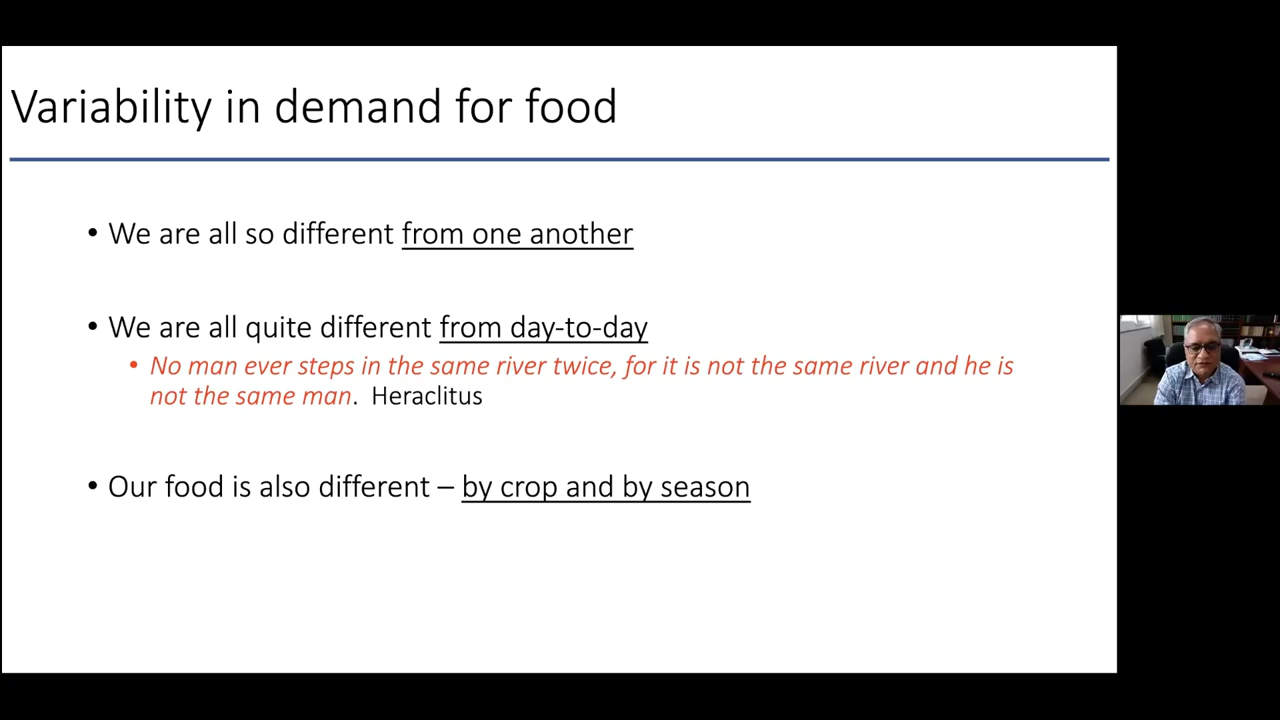 Variability in demand for food
• We are all so different from one another
• We are all quite different from day-to-day
• No man ever steps in the same river twice, for it is not the same river and he is
not the same man. Heraclitus
• Our food is also different – by crop and by season